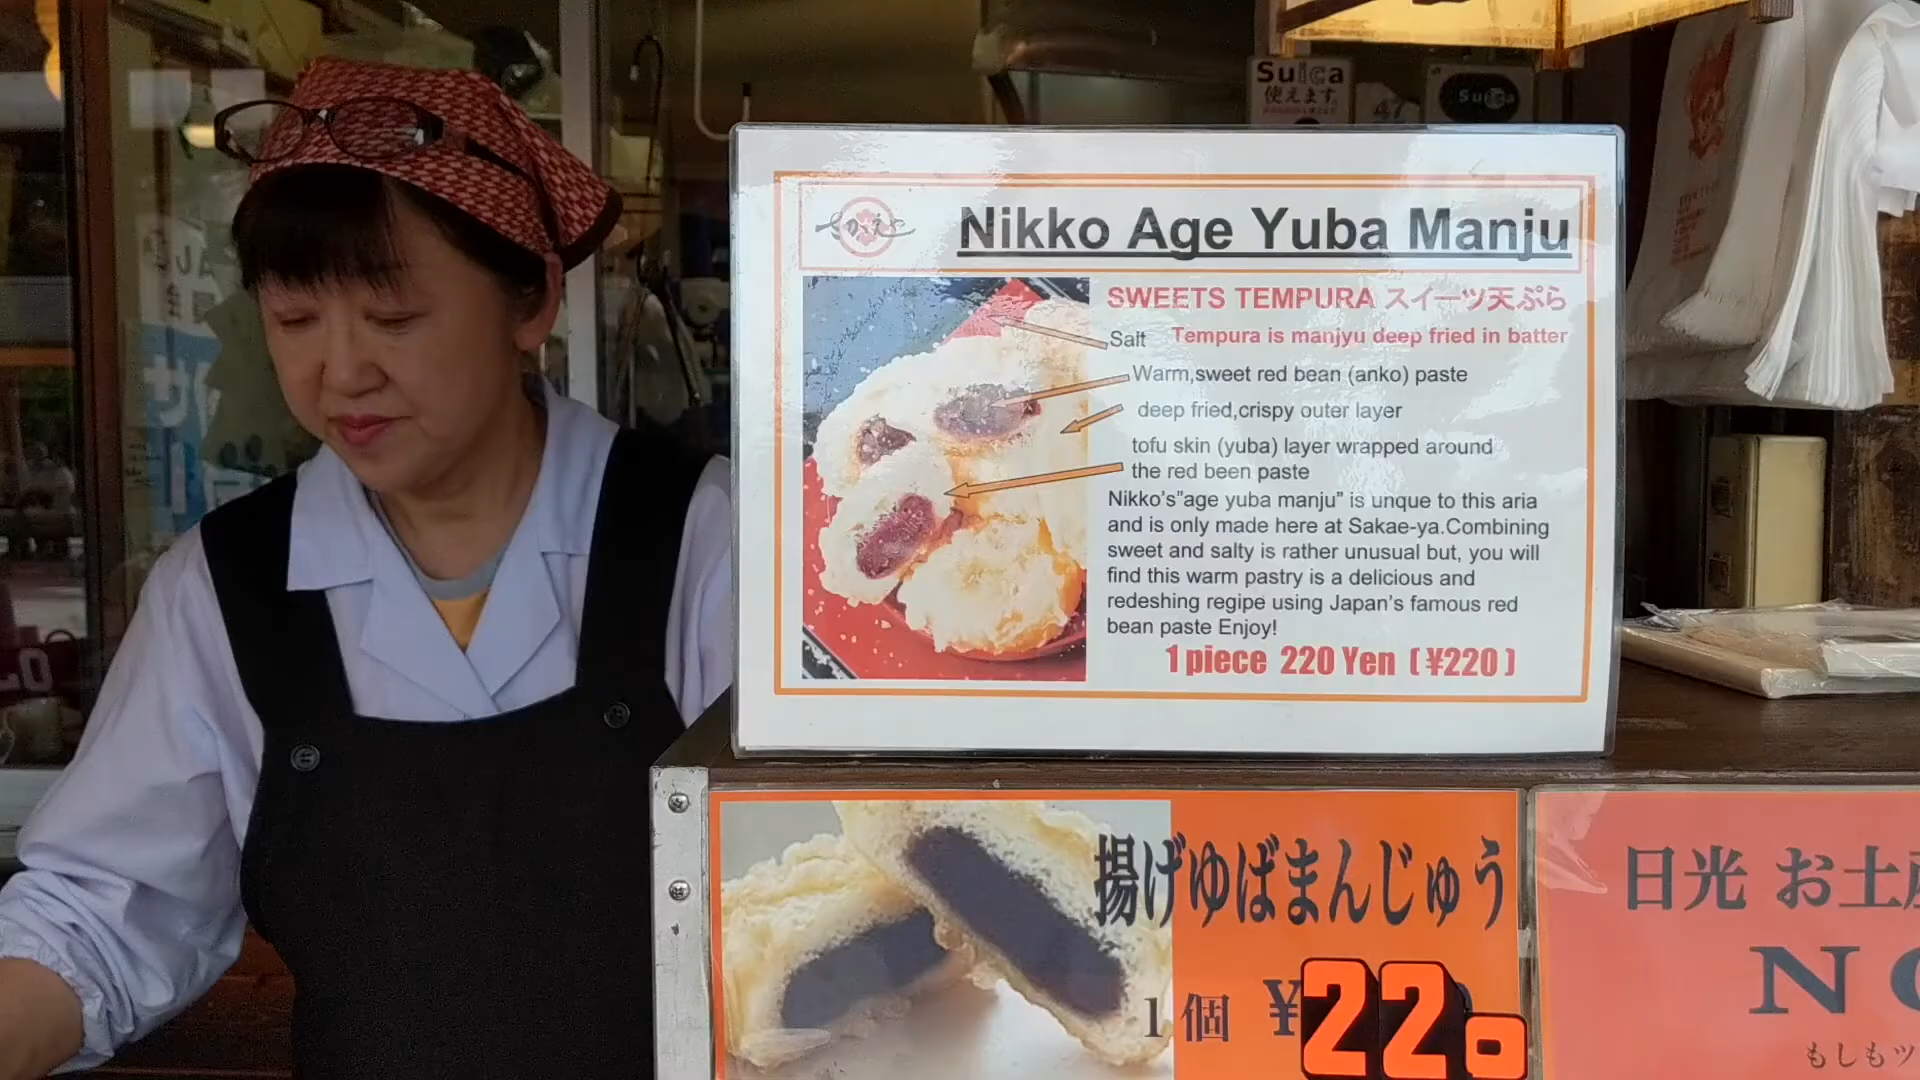 Suica
使えます。
Suica
さかえや
Nikko Age Yuba Manju
SWEETS TEMPURA スイーツ天ぷら
Salt
Tempura is manjyu deep fried in batter
Warm,sweet red bean (anko) paste
deep fried,crispy outer layer
tofu skin (yuba) layer wrapped around
the red been paste
Nikko's"age yuba manju" is unque to this aria
and is only made here at Sakae-ya.Combining
sweet and salty is rather unusual but, you will
find this warm pastry is a delicious and
redeshing regipe using Japan's famous red
bean paste Enjoy!
1 piece 220 Yen (¥220)
揚げゆばまんじゅう
1個 ¥220
日光 お土
N
もしもツ